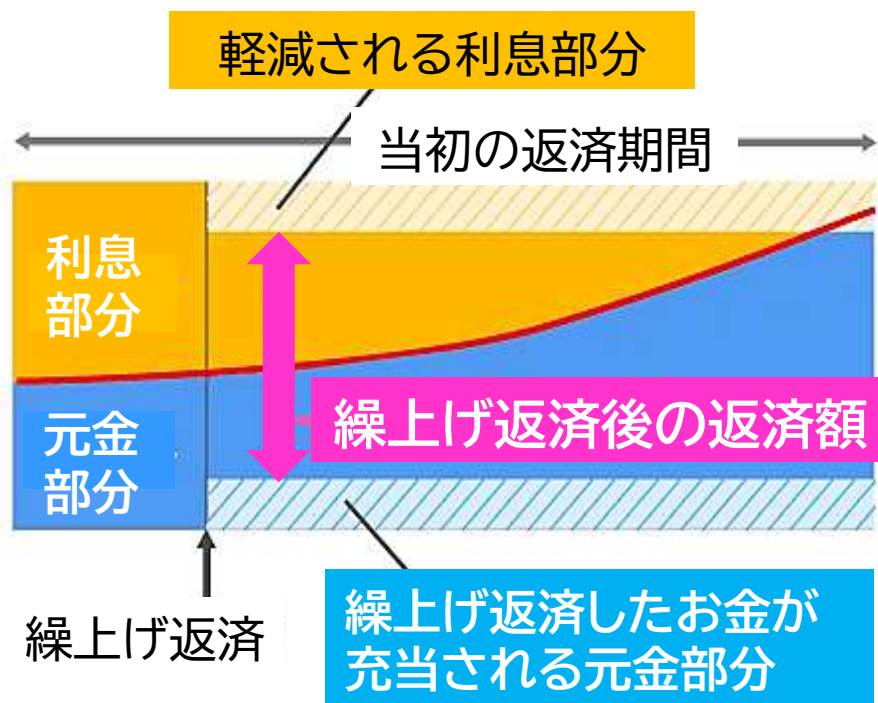 軽減される利息部分
当初の返済期間
利息
部分
繰上げ返済後の返済額
元金
部分
繰上げ返済
繰上げ返済したお金が
充当される元金部分